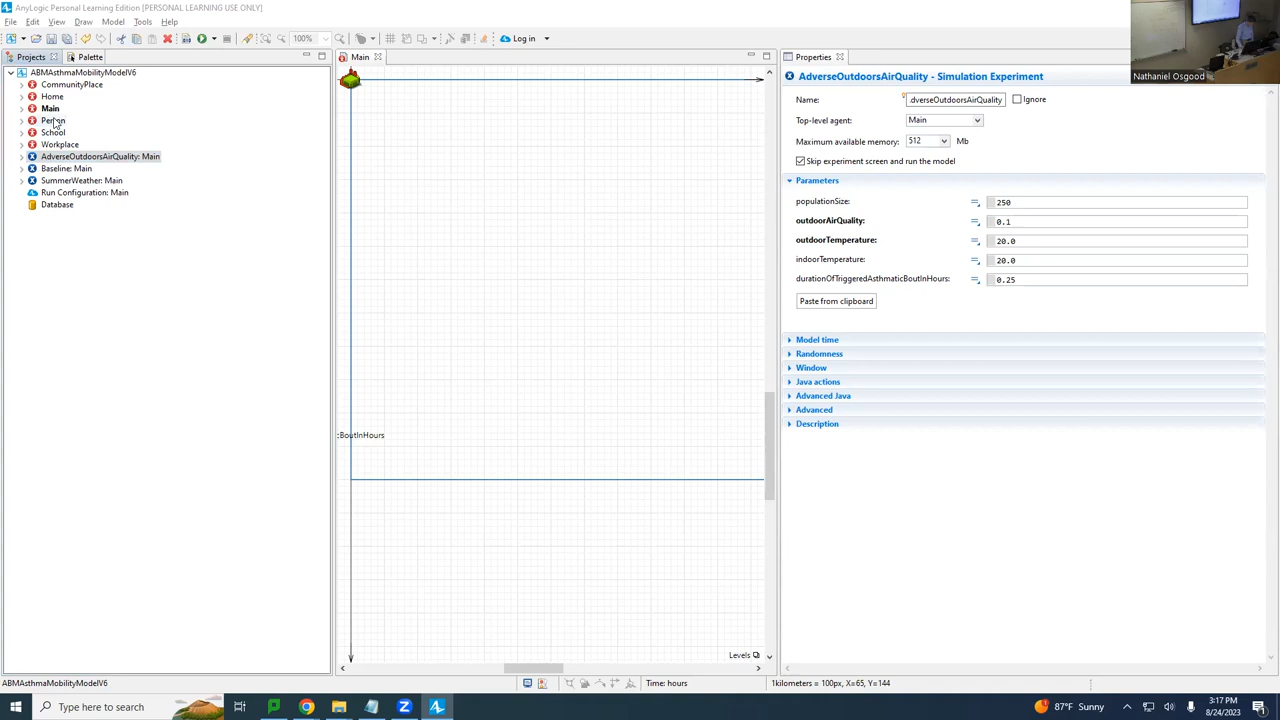 AnyLogic Personal Learning Edition [PERSONAL LEARNING USE ONLY]
File Edit View Draw Model Tools Help
100% Log in
Projects Palette Main Properties
ABMAsthmaMobilityModelV6
CommunityPlace
Home
Main
Person
School
Workplace
AdverseOutdoorsAirQuality: Main
Baseline: Main
SummerWeather: Main
Run Configuration: Main
Database
:BoutInHours
Levels
AdverseOutdoorsAirQuality - Simulation Experiment
Name: .dverseOutdoorsAirQuality Ignore
Top-level agent: Main
Maximum available memory: 512 Mb
Skip experiment screen and run the model
Parameters
populationSize: 250
outdoorAirQuality: 0.1
outdoorTemperature: 20.0
indoorTemperature: 20.0
durationOfTriggeredAsthmaticBoutInHours: 0.25
Paste from clipboard
Model time
Randomness
Window
Java actions
Advanced Java
Advanced
Description
Nathaniel Osgood
ABMAsthmaMobilityModelV6 Time: hours 1kilometers = 100px, X=65, Y=144
Type here to search 87°F Sunny 3:17 PM
8/24/2023